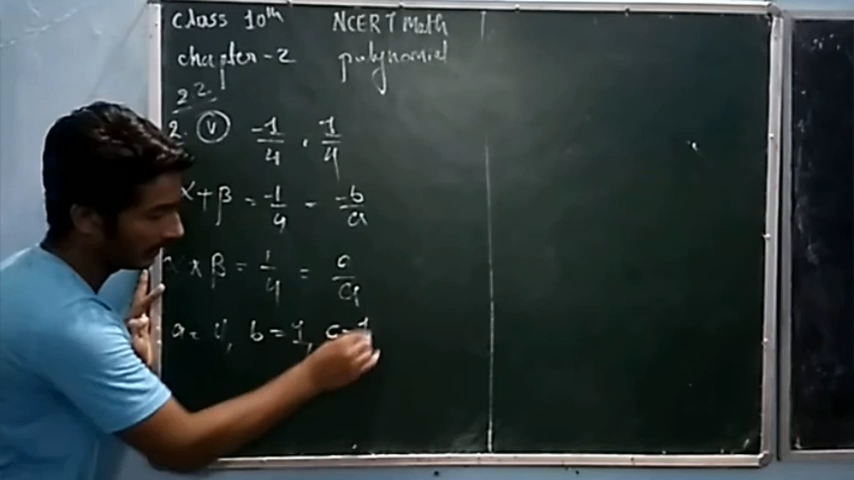 Class 10th NCERT Math
chapter-2 polynomial
2.2
2. (v) -1/4, 1/4
α+β = -1/4 = -b/a
α×β = 1/4 = c/a
a = 4, b = 1, c = 1